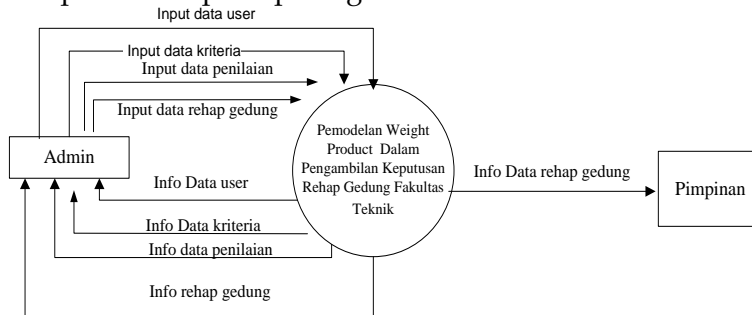 Input data user
Input data kriteria
Input data penilaian
Input data rehap gedung
Admin
Pemodelan Weight
Product Dalam
Pengambilan Keputusan
Rehap Gedung Fakultas
Teknik
Info Data rehap gedung
Pimpinan
Info Data user
Info Data kriteria
Info data penilaian
Info rehap gedung